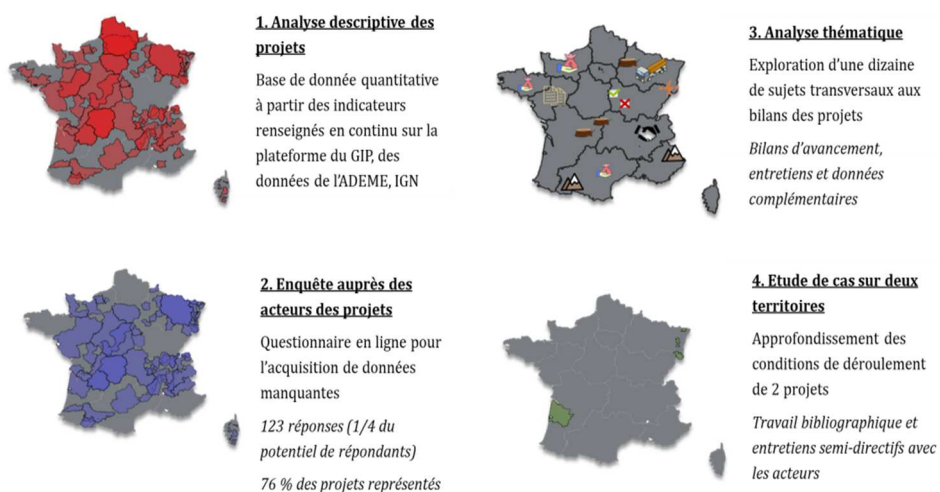 1. Analyse descriptive des
projets
Base de donnée quantitative
à partir des indicateurs
renseignés en continu sur la
plateforme du GIP, des
données de l'ADEME, IGN
2. Enquête auprès des
acteurs des projets
Questionnaire en ligne pour
l'acquisition de données
manquantes
123 réponses (1/4 du
potentiel de répondants)
76 % des projets représentés
3. Analyse thématique
Exploration d'une dizaine
de sujets transversaux aux
bilans des projets
Bilans d'avancement,
entretiens et données
complémentaires
4. Etude de cas sur deux
territoires
Approfondissement des
conditions de déroulement
de 2 projets
Travail bibliographique et
entretiens semi-directifs avec
les acteurs